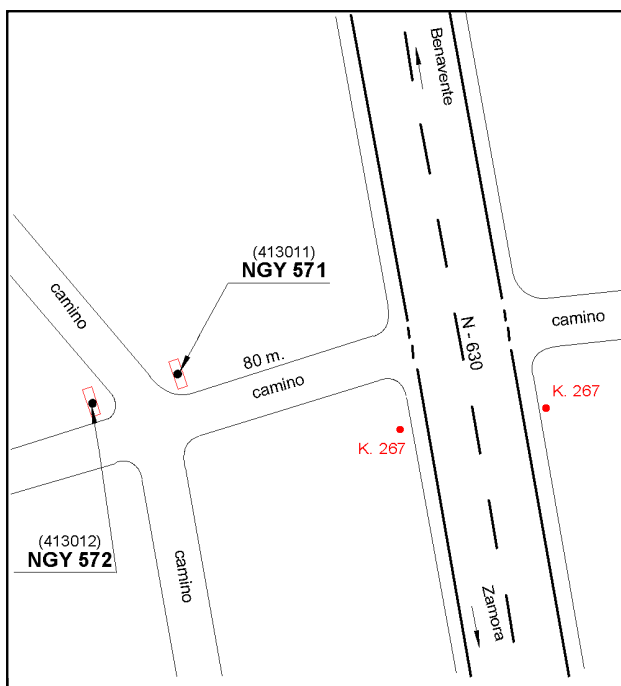 Benavente
(413011)
NGY 571
camino
N - 630
camino
80 m.
camino
K. 267
K. 267
(413012)
NGY 572
camino
Zamora